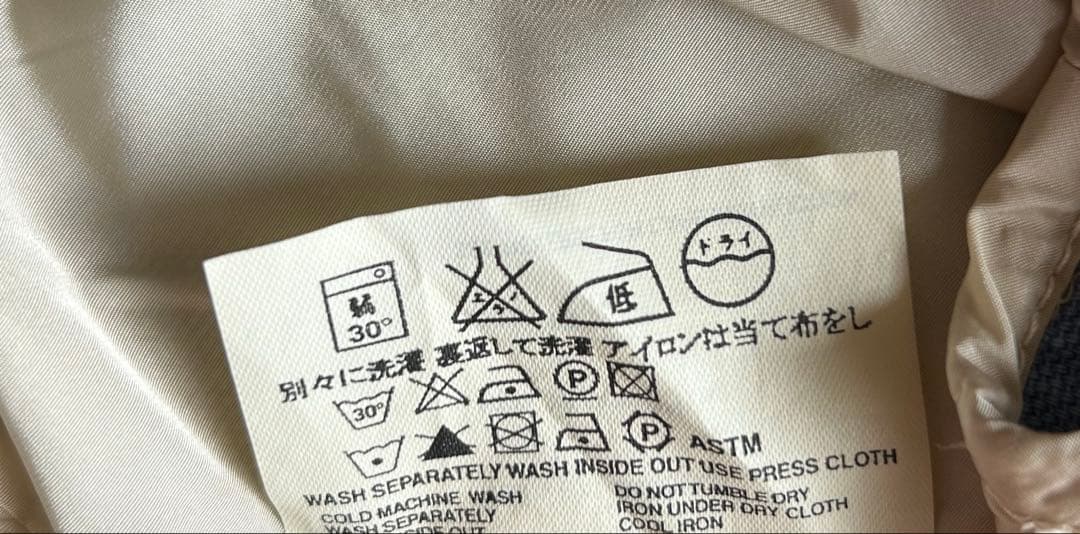 弱 30° エンソ 低 ドライ
別々に洗濯 裏返して洗濯 アイロンは当て布をし
30° P
P ASTM
WASH SEPARATELY WASH INSIDE OUT USE PRESS CLOTH
COLD MACHINE WASH
WASH SEPARATELY
DO NOT TUMBLE DRY
IRON UNDER DRY CLOTH
COOL IRON